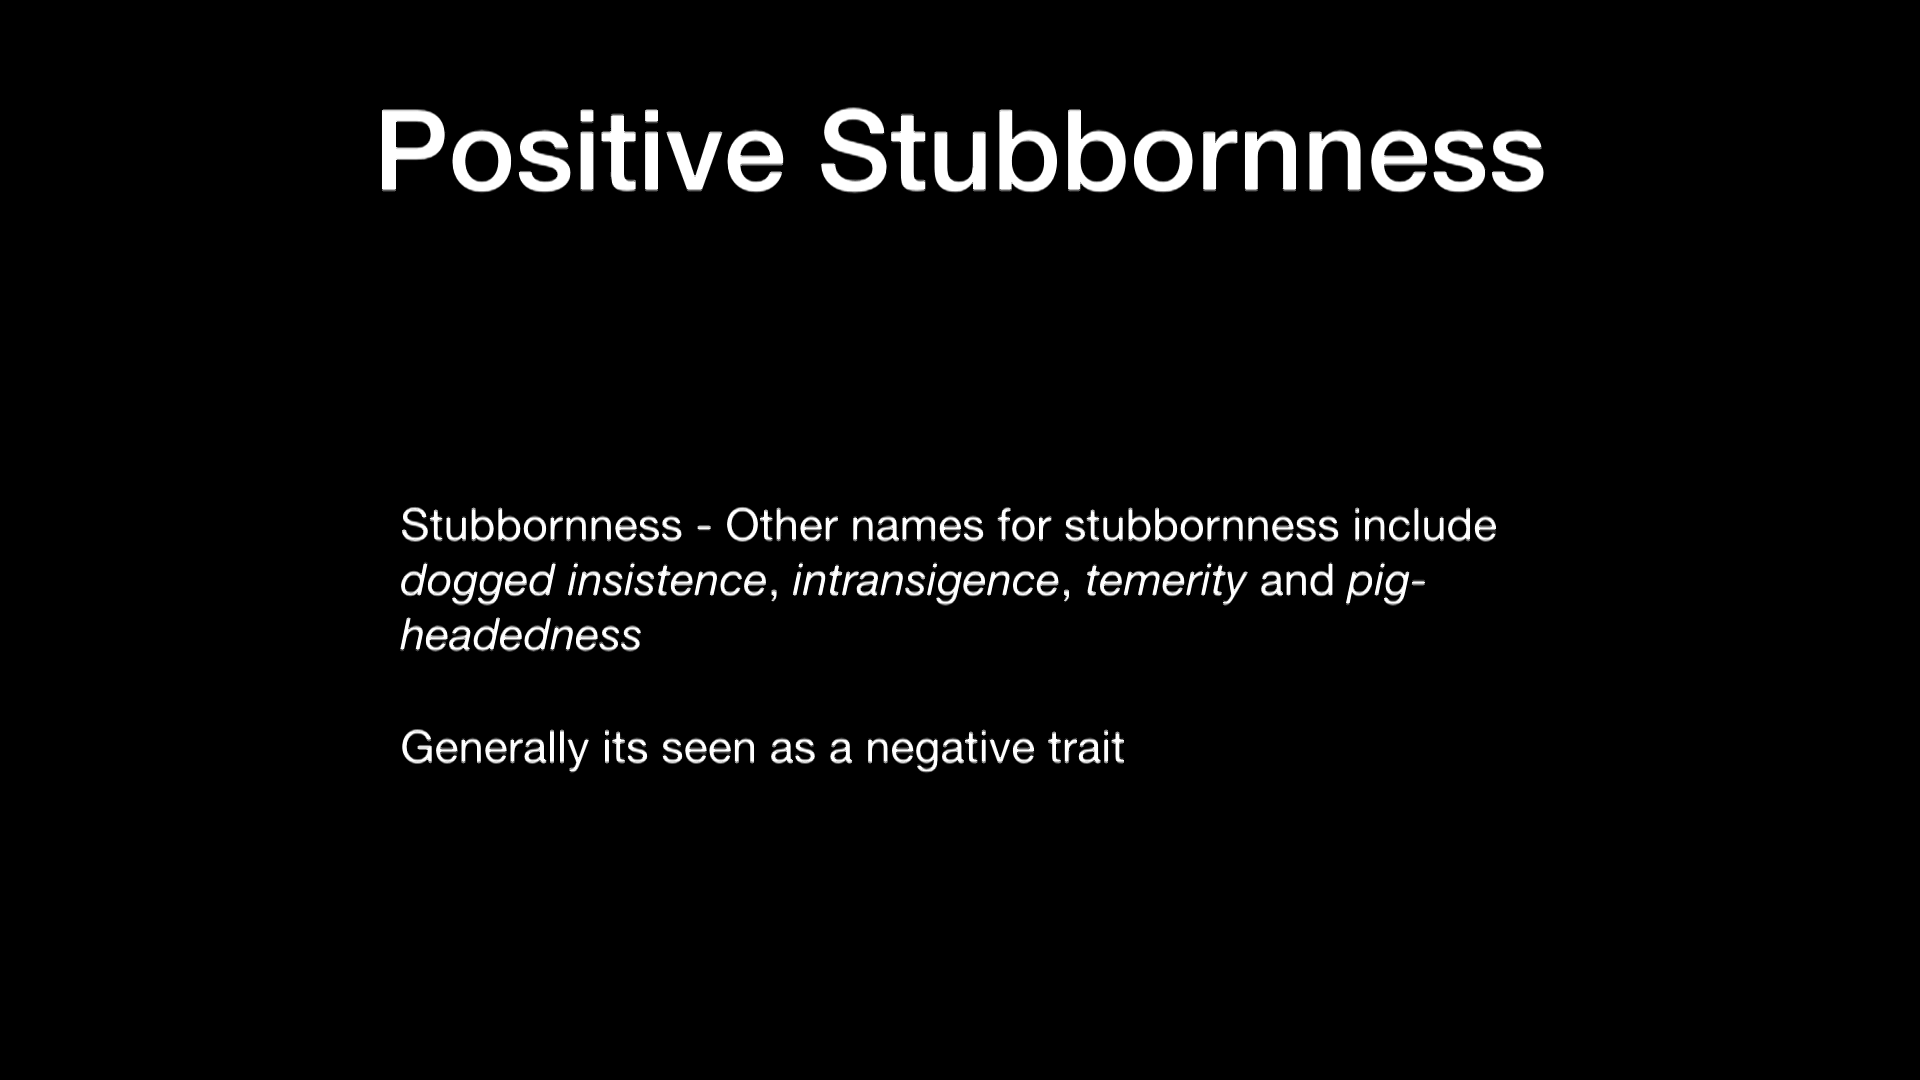 Positive Stubbornness
Stubbornness - Other names for stubbornness include
dogged insistence, intransigence, temerity and pig-
headedness
Generally its seen as a negative trait